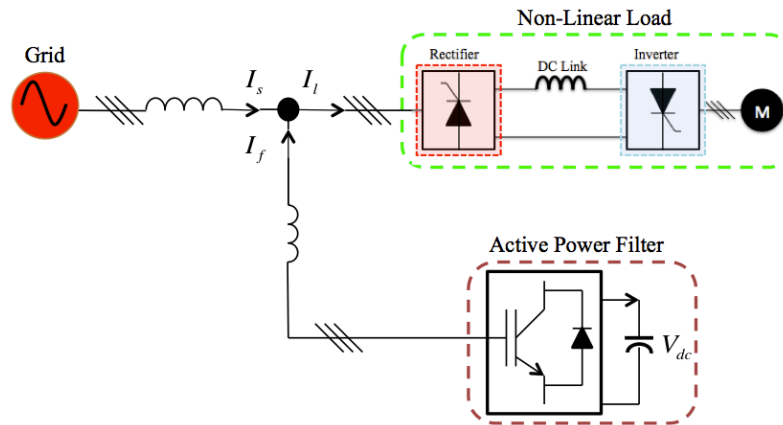 Non-Linear Load
Grid
Rectifier
DC Link
Inverter
I_s
I_l
M
I_f
Active Power Filter
V_dc